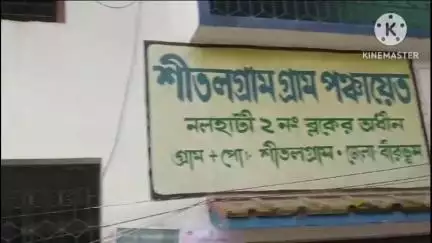 শীতলগ্রাম গ্রাম পঞ্চায়েত
নলহাটী ২ নং ব্লকের অধীন
গ্রাম + পোঃ শীতলগ্রাম • জেলা বীরভূম
K
KINEMASTER